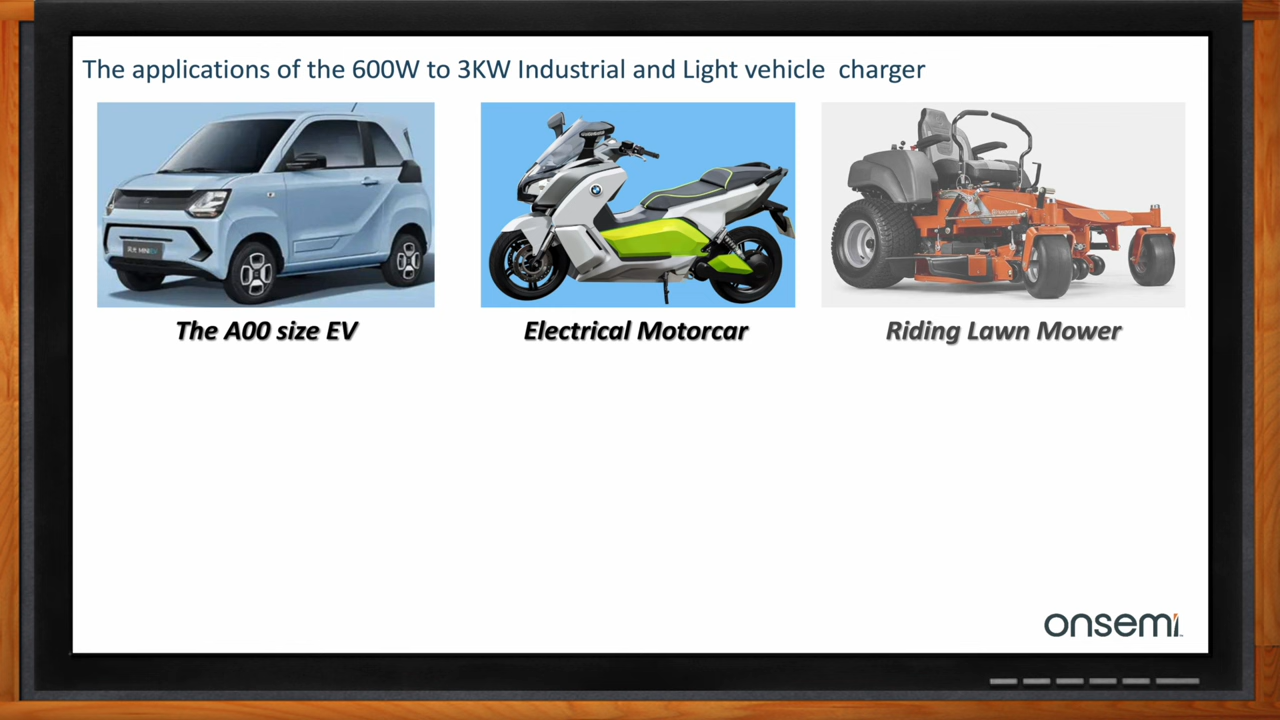 The applications of the 600W to 3KW Industrial and Light vehicle charger
The A00 size EV
Electrical Motorcar
Riding Lawn Mower
onsemi